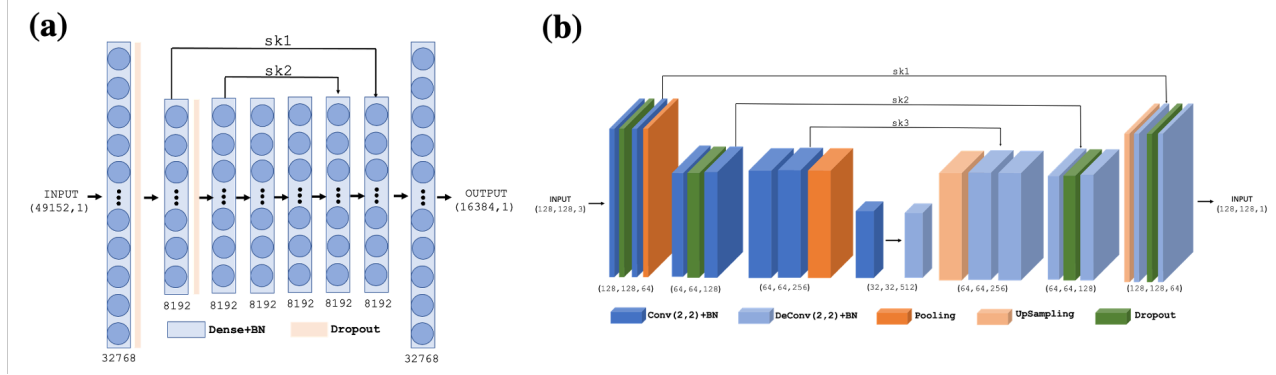 (a)
sk1
sk2
INPUT
(49152,1)
OUTPUT
(16384,1)
8192
8192
8192
8192
8192
8192
Dense+BN
Dropout
32768
32768
(b)
sk1
sk2
sk3
INPUT
(128,128,3)
INPUT
(128,128,1)
(128,128,64)
(64,64,128)
(64,64,256)
(32,32,512)
(64,64,256)
(64,64,128)
(128,128,64)
Conv(2,2)+BN
DeConv(2,2)+BN
Pooling
UpSampling
Dropout